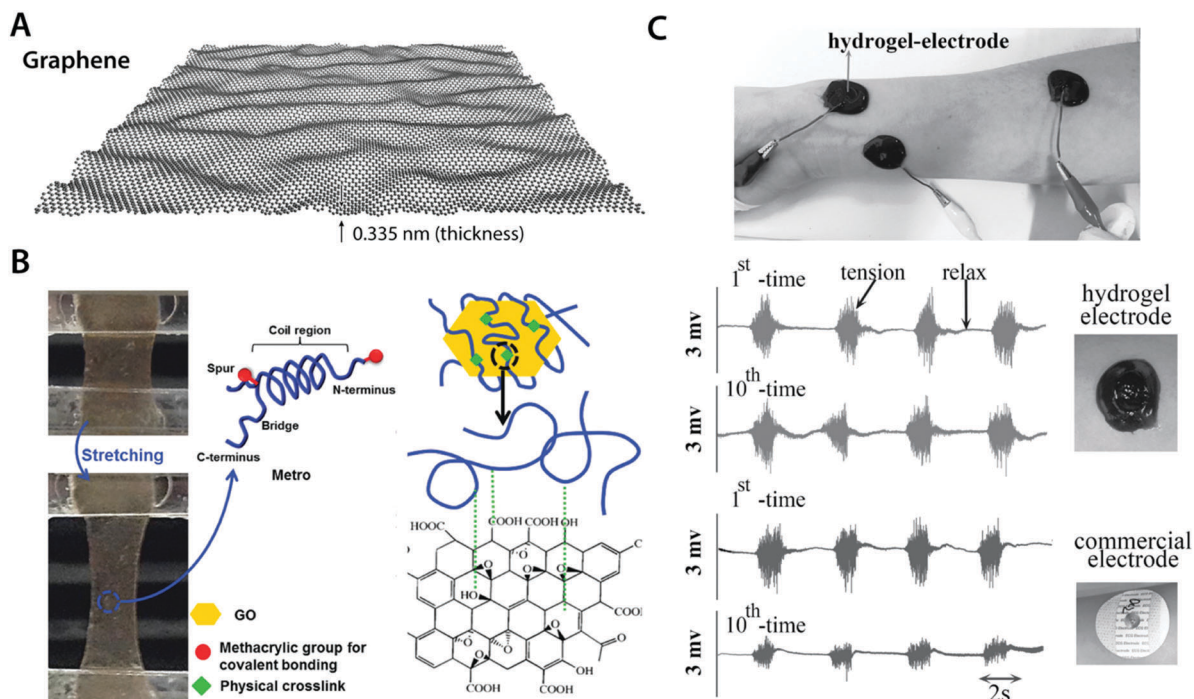 A
Graphene
0.335 nm (thickness)
B
Stretching
Coil region
Spur
N-terminus
Bridge
C-terminus
Metro
GO
Methacrylic group for
covalent bonding
Physical crosslink
HOOC
COOH
COOH
OH
O
O
C
O
O
O
HO
O
O
COOH
O
O
O
OH
COOH
C
hydrogel-electrode
1st -time
tension
relax
3 mv
hydrogel
electrode
10th -time
3 mv
1st -time
3 mv
commercial
electrode
10th -time
3 mv
2s